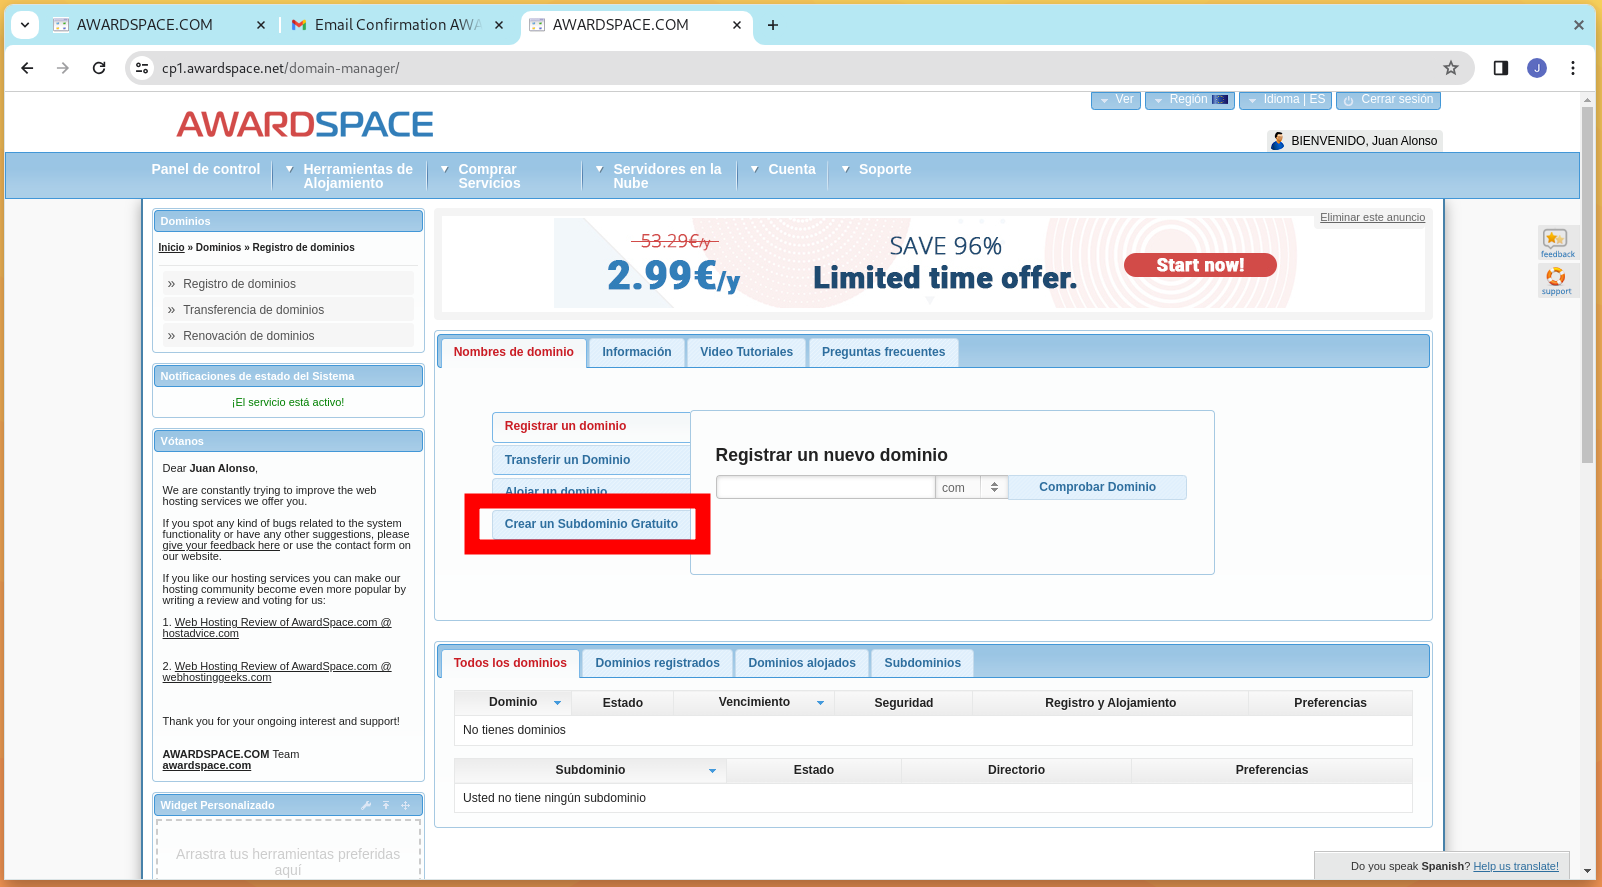 AWARDSPACE.COM
Email Confirmation AWA
AWARDSPACE.COM
cp1.awardspace.net/domain-manager/
J
Ver
Región
Idioma | ES
Cerrar sesión
AWARDSPACE
BIENVENIDO, Juan Alonso
Panel de control
Herramientas de Alojamiento
Comprar Servicios
Servidores en la Nube
Cuenta
Soporte
Dominios
Inicio » Dominios » Registro de dominios
» Registro de dominios
» Transferencia de dominios
» Renovación de dominios
Notificaciones de estado del Sistema
¡El servicio está activo!
Vótanos
Dear Juan Alonso,
We are constantly trying to improve the web
hosting services we offer you.
If you spot any kind of bugs related to the system
functionality or have any other suggestions, please
give your feedback here or use the contact form on
our website.
If you like our hosting services you can make our
hosting community become even more popular by
writing a review and voting for us:
1. Web Hosting Review of AwardSpace.com @
hostadvice.com
2. Web Hosting Review of AwardSpace.com @
webhostinggeeks.com
Thank you for your ongoing interest and support!
AWARDSPACE.COM Team
awardspace.com
Widget Personalizado
Arrastra tus herramientas preferidas
aquí
Eliminar este anuncio
53.29€/y
2.99€/y
SAVE 96%
Limited time offer.
Start now!
feedback
support
Nombres de dominio
Información
Video Tutoriales
Preguntas frecuentes
Registrar un dominio
Transferir un Dominio
Alojar un dominio
Crear un Subdominio Gratuito
Registrar un nuevo dominio
com
Comprobar Dominio
Todos los dominios
Dominios registrados
Dominios alojados
Subdominios
Dominio
Estado
Vencimiento
Seguridad
Registro y Alojamiento
Preferencias
No tienes dominios
Subdominio
Estado
Directorio
Preferencias
Usted no tiene ningún subdominio
Do you speak Spanish? Help us translate!